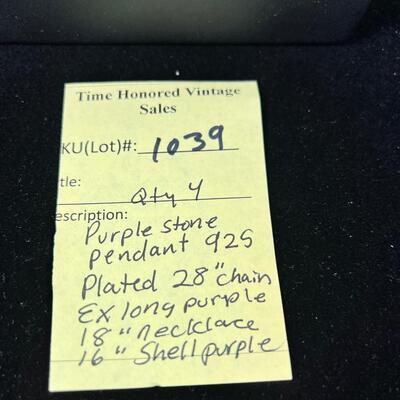 Time Honored Vintage
Sales
KU(Lot)#: 1039
tle:
Qty 4
escription:
Purple stone
pendant 925
Plated 28" chain
Ex long purple
18" necklace
16" Shell purple